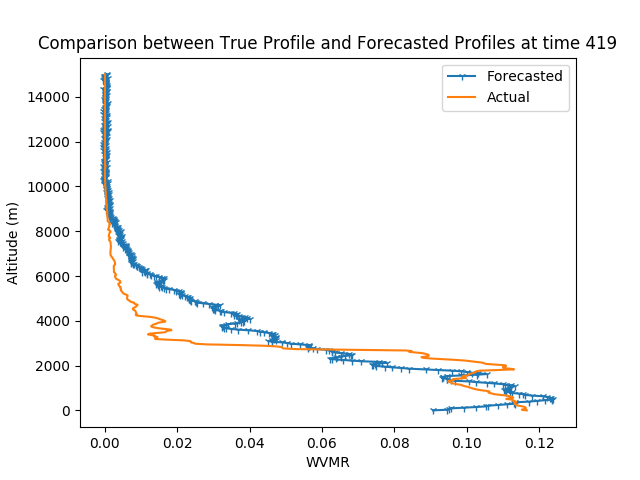 Comparison between True Profile and Forecasted Profiles at time 419
Forecasted
Actual
14000
12000
10000
8000
6000
4000
2000
0
Altitude (m)
0.00 0.02 0.04 0.06 0.08 0.10 0.12
WVMR